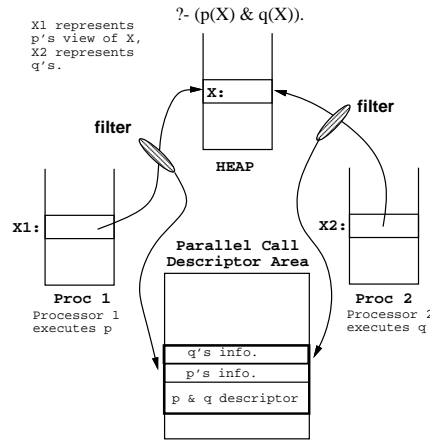 ?- (p(X) & q(X)).
X1 represents
p's view of X,
X2 represents
q's.
X:
filter
filter
HEAP
X1:
X2:
Parallel Call
Descriptor Area
Proc 1
Processor 1
executes p
Proc 2
Processor 2
executes q
q's info.
p's info.
p & q descriptor